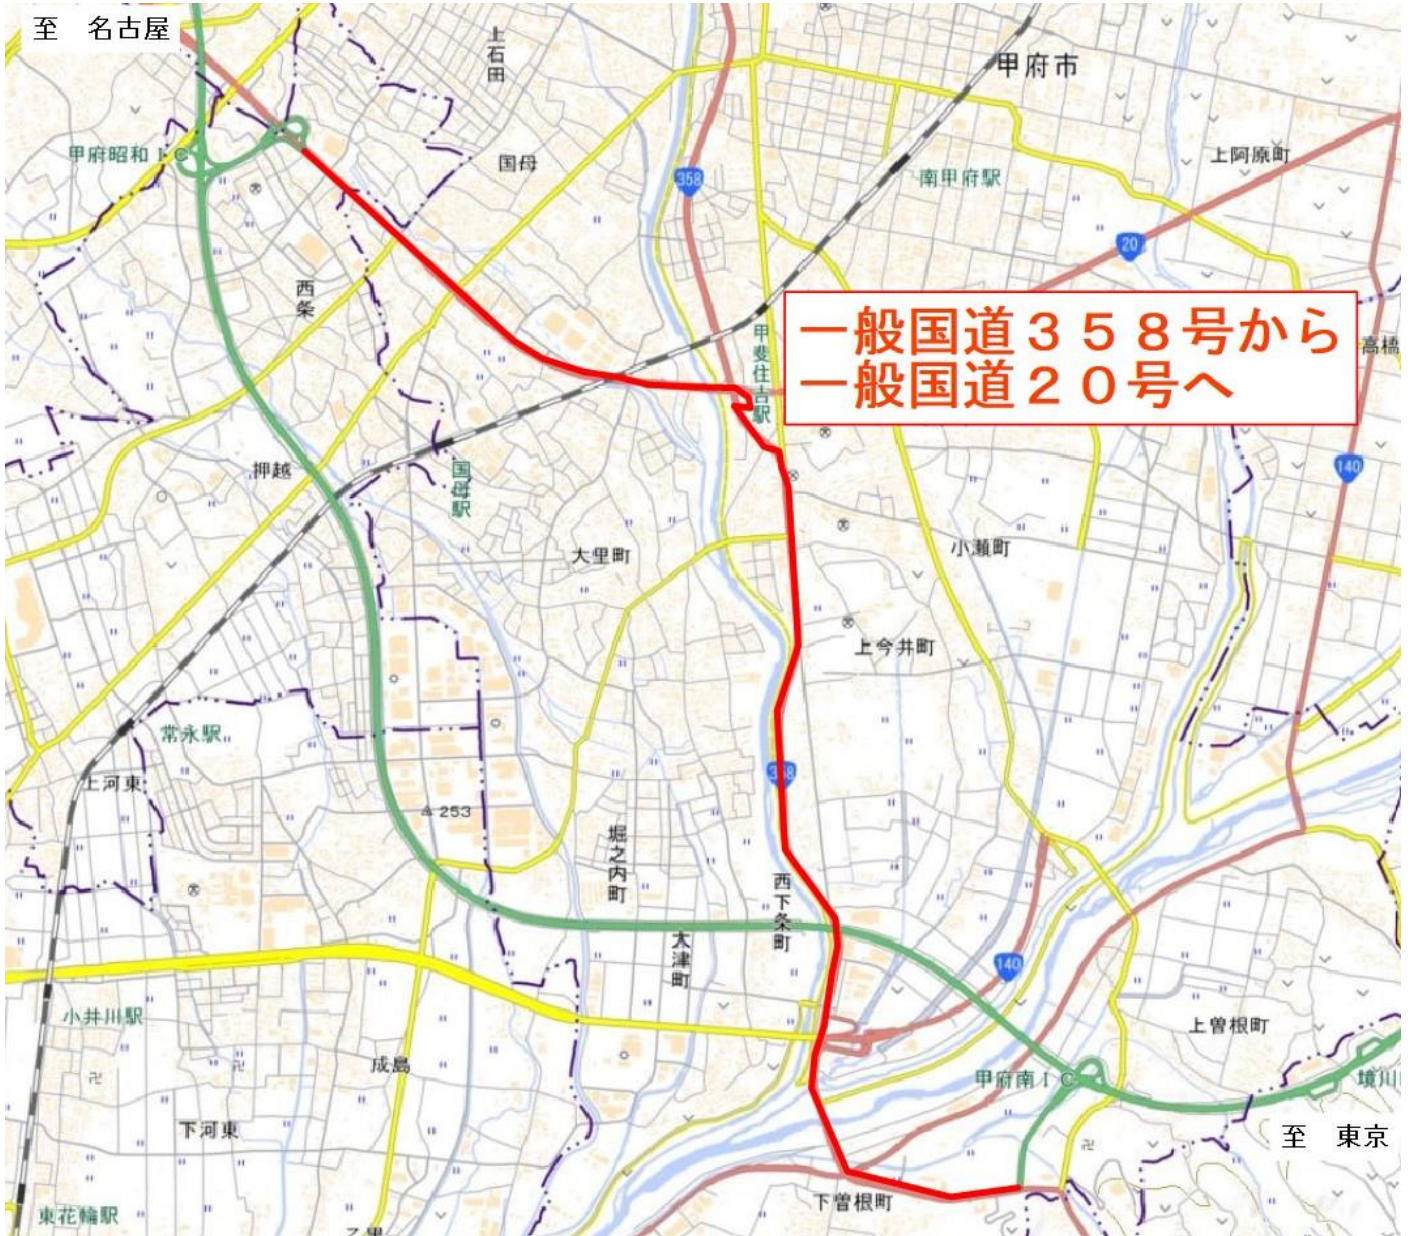 至　名古屋
上石田
甲府市
甲府昭和ＩＣ
国母
358
南甲府駅
上阿原町
20
西条
一般国道３５８号から
一般国道２０号へ
甲斐住吉駅
高橋
140
押越
国母駅
大里町
小瀬町
上今井町
常永駅
上河東
358
253
堀之内町
西下条町
大津町
140
小井川駅
上曽根町
成島
甲府南ＩＣ
境川
下河東
至　東京
下曽根町
東花輪駅